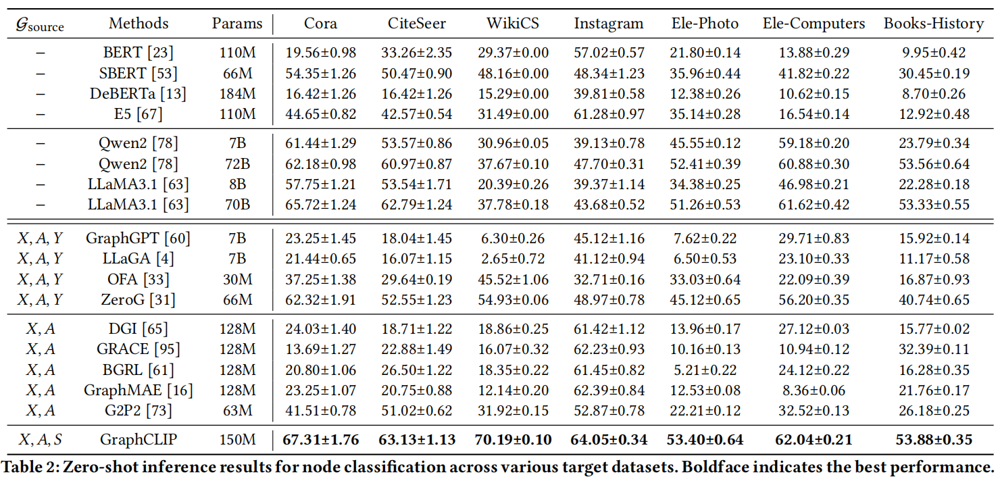 𝒢source Methods Params Cora CiteSeer WikiCS Instagram Ele-Photo Ele-Computers Books-History
– BERT [23] 110M 19.56±0.98 33.26±2.35 29.37±0.00 57.02±0.57 21.80±0.14 13.88±0.29 9.95±0.42
– SBERT [53] 66M 54.35±1.26 50.47±0.90 48.16±0.00 48.34±1.23 35.96±0.44 41.82±0.22 30.45±0.19
– DeBERTa [13] 184M 16.42±1.26 16.42±1.26 15.29±0.00 39.81±0.58 12.38±0.26 10.62±0.15 8.70±0.26
– E5 [67] 110M 44.65±0.82 42.57±0.54 31.49±0.00 61.28±0.97 35.14±0.28 16.54±0.14 12.92±0.48
– Qwen2 [78] 7B 61.44±1.29 53.57±0.86 30.96±0.05 39.13±0.78 45.55±0.12 59.18±0.20 23.79±0.34
– Qwen2 [78] 72B 62.18±0.98 60.97±0.87 37.67±0.10 47.70±0.31 52.41±0.39 60.88±0.30 53.56±0.64
– LLaMA3.1 [63] 8B 57.75±1.21 53.54±1.71 20.39±0.26 39.37±1.14 34.38±0.25 46.98±0.21 22.28±0.18
– LLaMA3.1 [63] 70B 65.72±1.24 62.79±1.24 37.78±0.18 43.68±0.52 51.26±0.53 61.62±0.42 53.33±0.55
X, A, Y GraphGPT [60] 7B 23.25±1.45 18.04±1.45 6.30±0.26 45.12±1.16 7.62±0.22 29.71±0.83 15.92±0.14
X, A, Y LLaGA [4] 7B 21.44±0.65 16.07±1.15 2.65±0.72 41.12±0.94 6.50±0.53 23.10±0.33 11.17±0.58
X, A, Y OFA [33] 30M 37.25±1.38 29.64±0.19 45.52±1.06 32.71±0.16 33.03±0.64 22.09±0.39 16.87±0.93
X, A, Y ZeroG [31] 66M 62.32±1.91 52.55±1.23 54.93±0.06 48.97±0.78 45.12±0.65 56.20±0.35 40.74±0.65
X, A DGI [65] 128M 24.03±1.40 18.71±1.22 18.86±0.25 61.42±1.12 13.96±0.17 27.12±0.03 15.77±0.02
X, A GRACE [95] 128M 13.69±1.27 22.88±1.49 16.07±0.32 62.23±0.93 10.16±0.13 10.94±0.12 32.39±0.11
X, A BGRL [61] 128M 20.80±1.06 26.50±1.22 18.35±0.22 61.45±0.82 5.21±0.22 24.12±0.22 16.28±0.35
X, A GraphMAE [16] 128M 23.25±1.07 20.75±0.88 12.14±0.20 62.39±0.84 12.53±0.08 8.36±0.06 21.76±0.17
X, A G2P2 [73] 63M 41.51±0.78 51.02±0.62 31.92±0.15 52.87±0.78 22.21±0.12 32.52±0.13 26.18±0.25
X, A, S GraphCLIP 150M 67.31±1.76 63.13±1.13 70.19±0.10 64.05±0.34 53.40±0.64 62.04±0.21 53.88±0.35
Table 2: Zero-shot inference results for node classification across various target datasets. Boldface indicates the best performance.